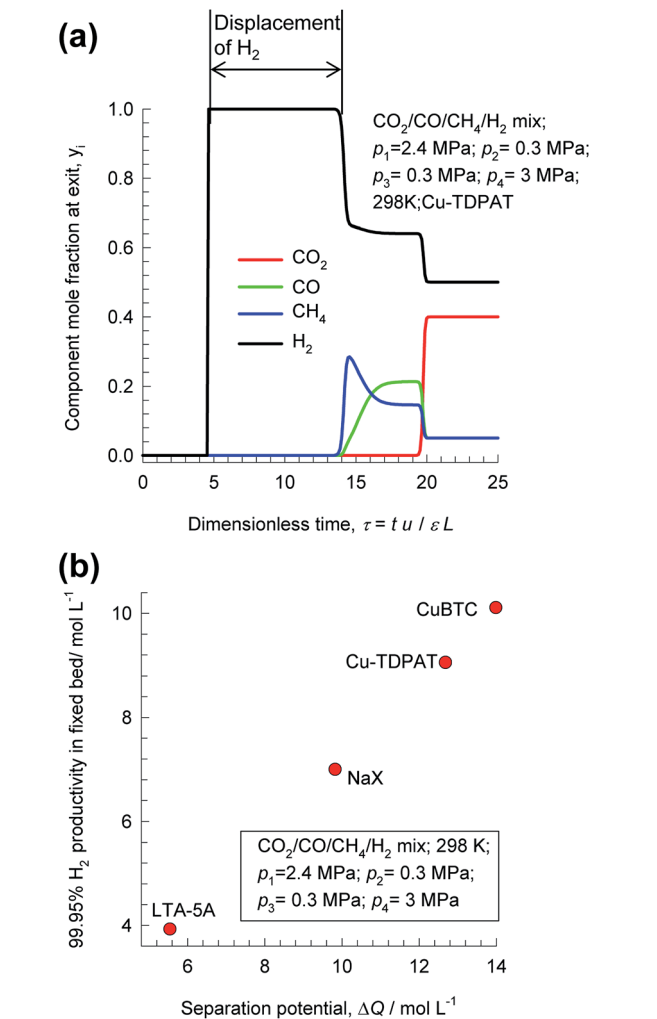 (a)
Displacement
of H₂
CO₂/CO/CH₄/H₂ mix;
p₁=2.4 MPa; p₂= 0.3 MPa;
p₃= 0.3 MPa; p₄= 3 MPa;
298K;Cu-TDPAT
Component mole fraction at exit, yᵢ
1.0
0.8
0.6
0.4
0.2
0.0
CO₂
CO
CH₄
H₂
0 5 10 15 20 25
Dimensionless time, τ = t u / ε L
(b)
99.95% H₂ productivity in fixed bed/ mol L⁻¹
10
8
6
4
CuBTC
Cu-TDPAT
NaX
LTA-5A
CO₂/CO/CH₄/H₂ mix; 298 K;
p₁=2.4 MPa; p₂= 0.3 MPa;
p₃= 0.3 MPa; p₄= 3 MPa
6 8 10 12 14
Separation potential, ΔQ / mol L⁻¹